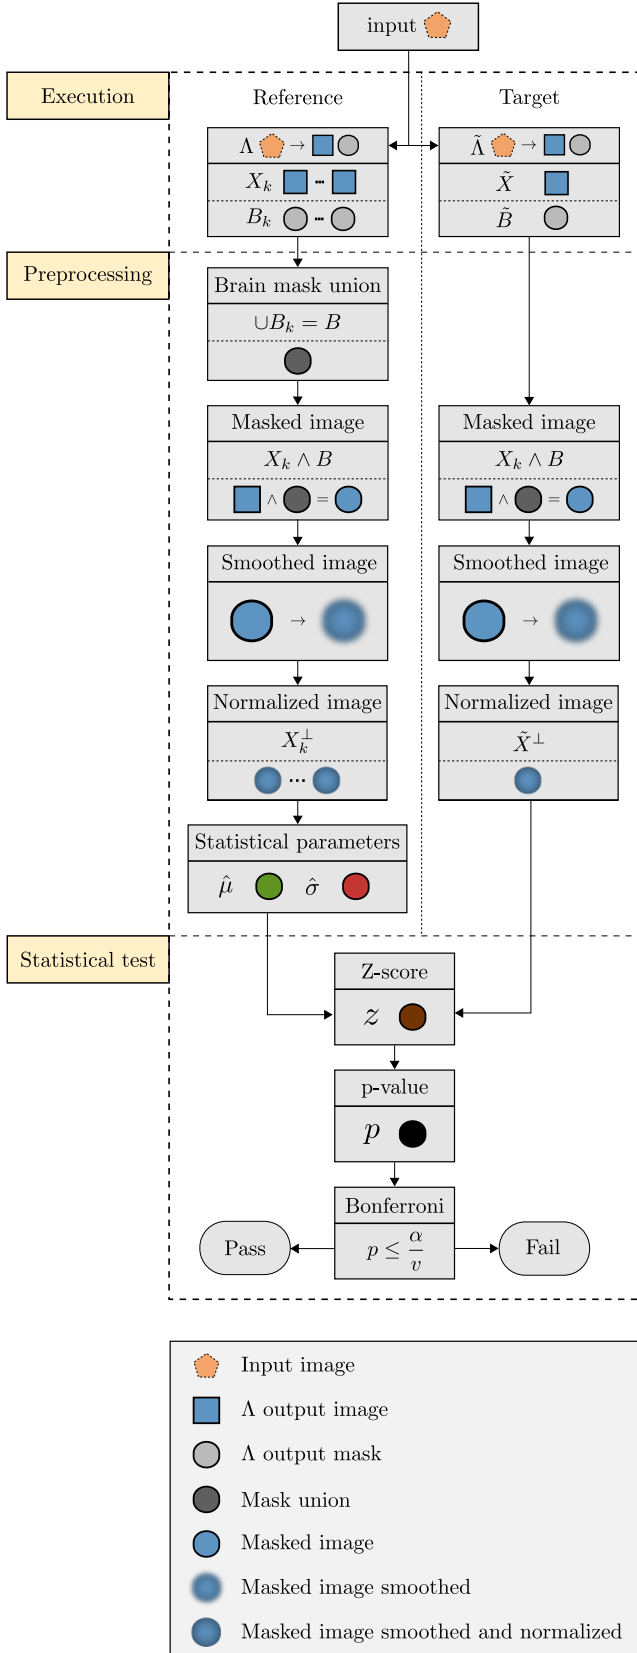 input
Execution
Reference
Target
Λ → 
Λ̃ →
X_k ...
X̃
B_k ...
B̃
Preprocessing
Brain mask union
∪B_k = B
Masked image
Masked image
X_k ∧ B
X_k ∧ B
∧ =
∧ =
Smoothed image
Smoothed image
→
→
Normalized image
Normalized image
X_k^⊥
X̃^⊥
...
Statistical parameters
μ̂ σ̂
Statistical test
Z-score
z
p-value
p
Bonferroni
Pass
p ≤ α/v
Fail
Input image
Λ output image
Λ output mask
Mask union
Masked image
Masked image smoothed
Masked image smoothed and normalized